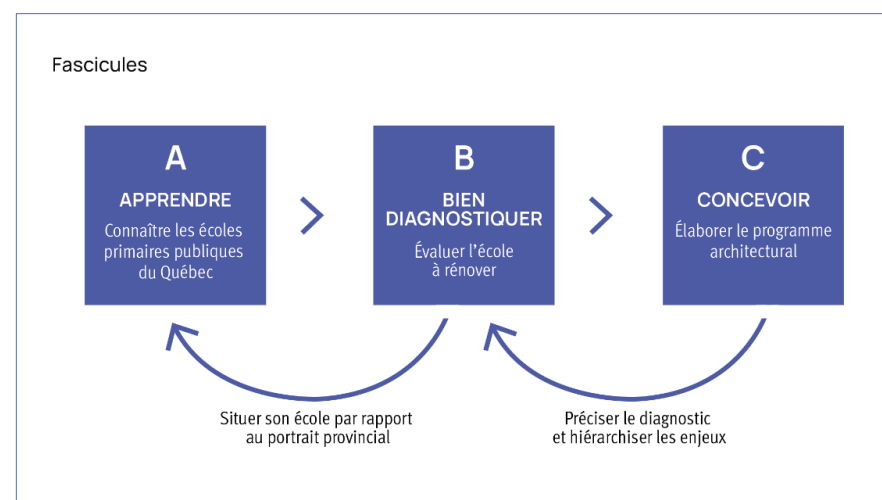 Fascicules
A
APPRENDRE
Connaître les écoles
primaires publiques
du Québec
B
BIEN
DIAGNOSTIQUER
Évaluer l’école
à rénover
C
CONCEVOIR
Élaborer le programme
architectural
Situer son école par rapport
au portrait provincial
Préciser le diagnostic
et hiérarchiser les enjeux